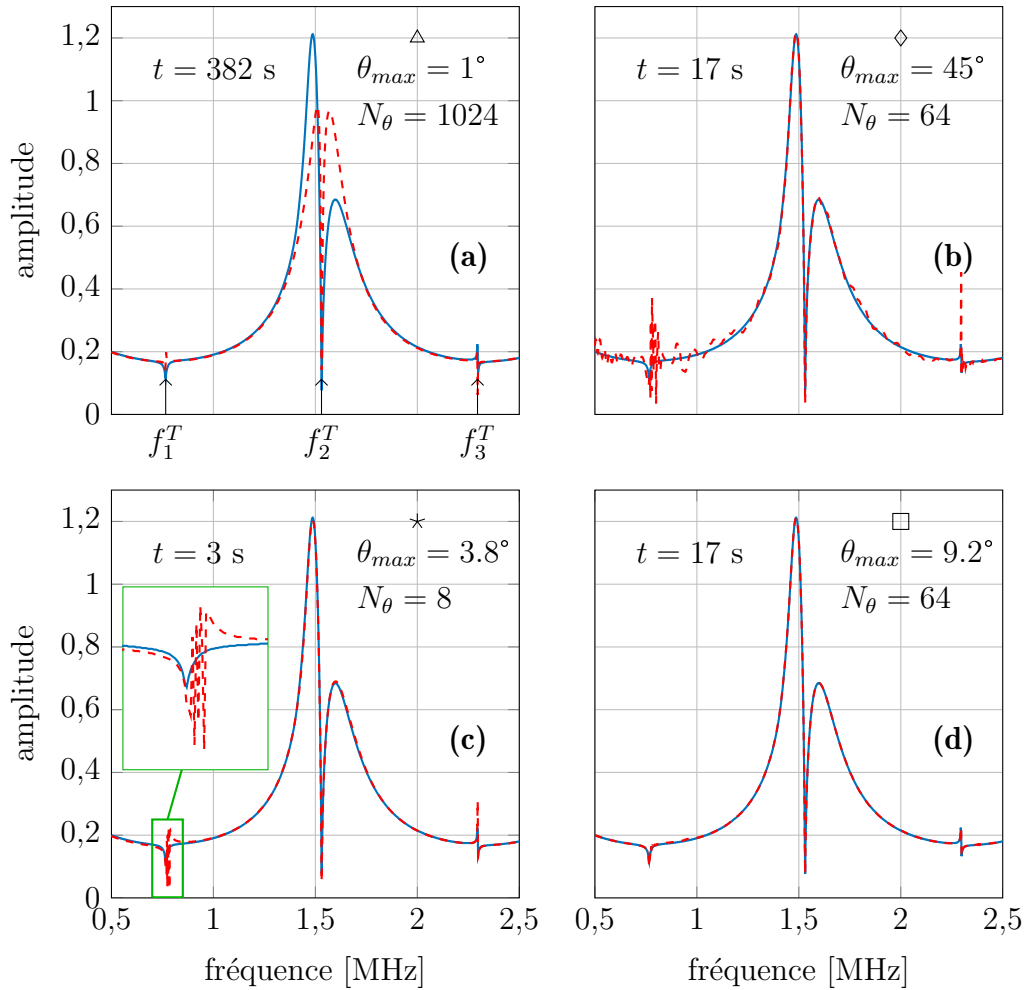 amplitude
1,2
1
0,8
0,6
0,4
0,2
0
t = 382 s
θmax = 1°
Nθ = 1024
(a)
f1T
f2T
f3T
t = 17 s
θmax = 45°
Nθ = 64
(b)
amplitude
1,2
1
0,8
0,6
0,4
0,2
0
t = 3 s
θmax = 3.8°
Nθ = 8
(c)
0,5 1 1,5 2 2,5
fréquence [MHz]
t = 17 s
θmax = 9.2°
Nθ = 64
(d)
0,5 1 1,5 2 2,5
fréquence [MHz]